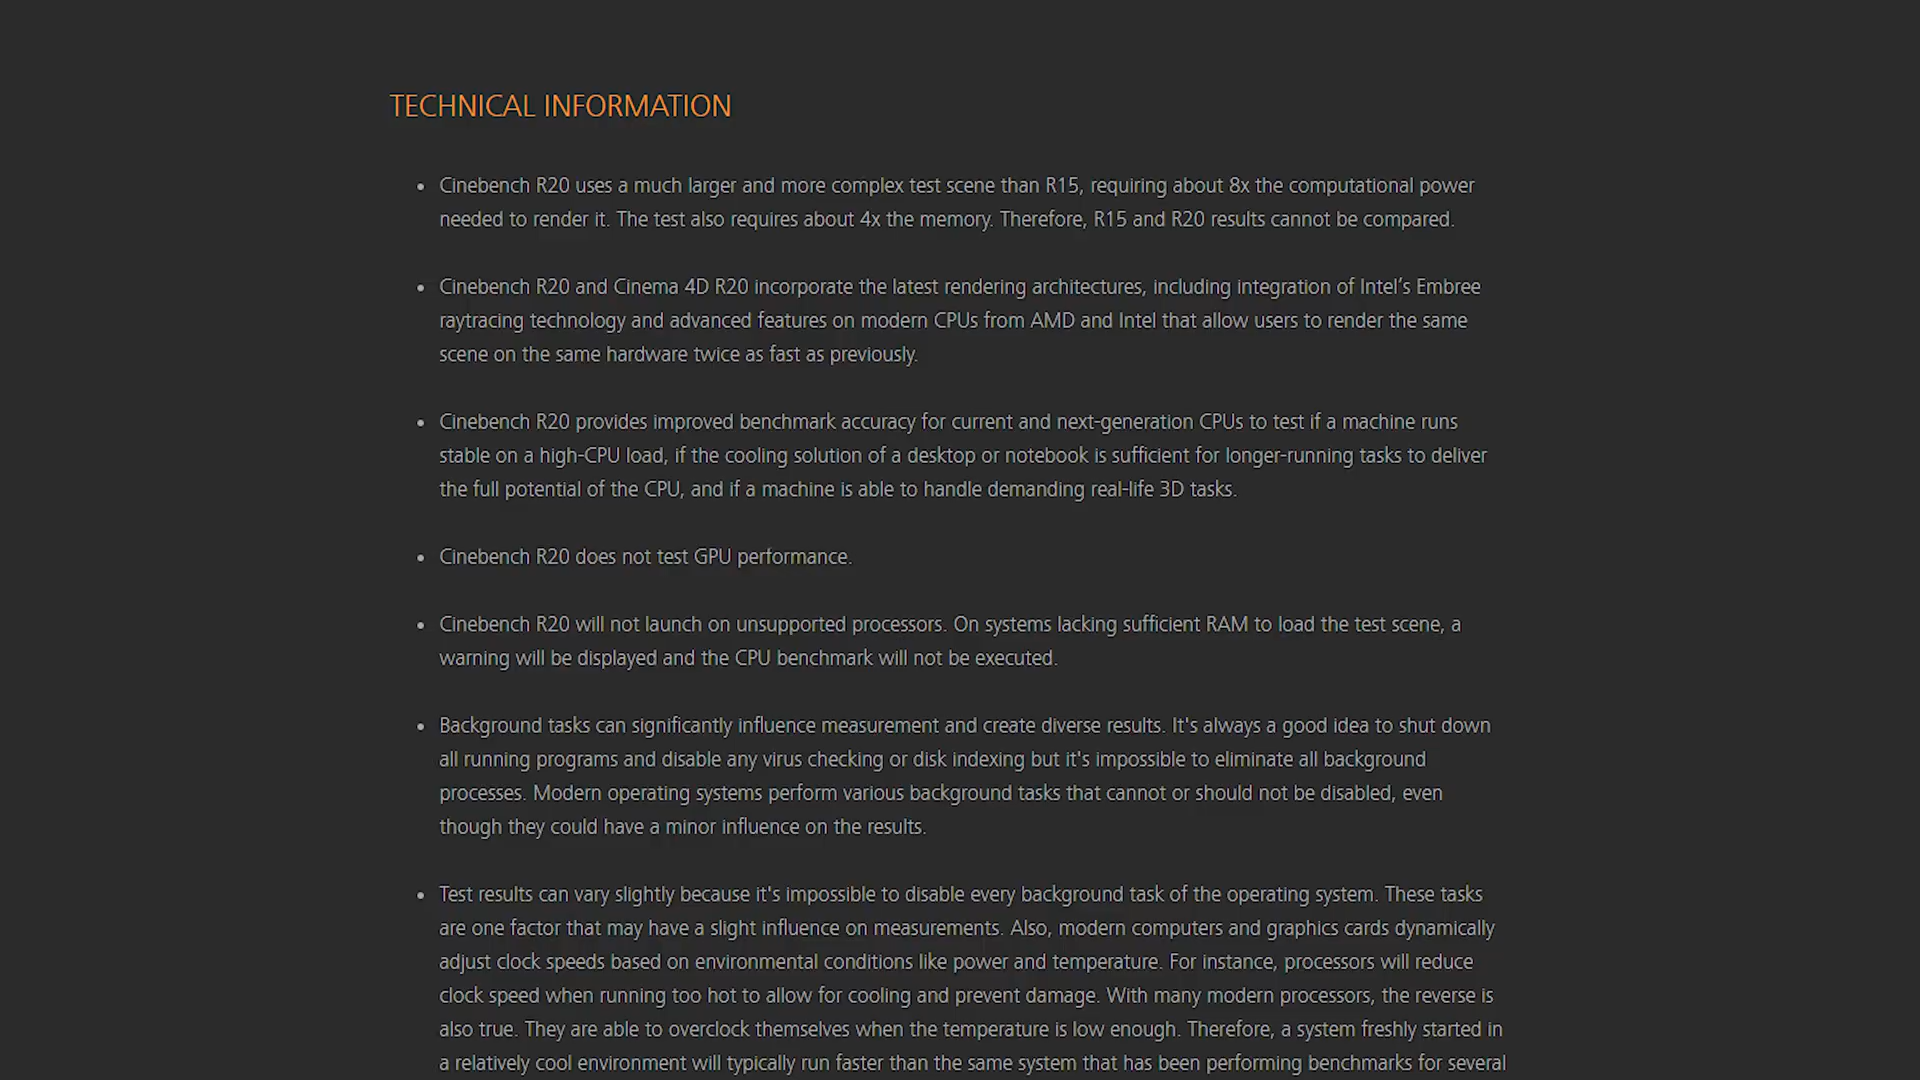 TECHNICAL INFORMATION
• Cinebench R20 uses a much larger and more complex test scene than R15, requiring about 8x the computational power
needed to render it. The test also requires about 4x the memory. Therefore, R15 and R20 results cannot be compared.
• Cinebench R20 and Cinema 4D R20 incorporate the latest rendering architectures, including integration of Intel’s Embree
raytracing technology and advanced features on modern CPUs from AMD and Intel that allow users to render the same
scene on the same hardware twice as fast as previously.
• Cinebench R20 provides improved benchmark accuracy for current and next-generation CPUs to test if a machine runs
stable on a high-CPU load, if the cooling solution of a desktop or notebook is sufficient for longer-running tasks to deliver
the full potential of the CPU, and if a machine is able to handle demanding real-life 3D tasks.
• Cinebench R20 does not test GPU performance.
• Cinebench R20 will not launch on unsupported processors. On systems lacking sufficient RAM to load the test scene, a
warning will be displayed and the CPU benchmark will not be executed.
• Background tasks can significantly influence measurement and create diverse results. It's always a good idea to shut down
all running programs and disable any virus checking or disk indexing but it's impossible to eliminate all background
processes. Modern operating systems perform various background tasks that cannot or should not be disabled, even
though they could have a minor influence on the results.
• Test results can vary slightly because it's impossible to disable every background task of the operating system. These tasks
are one factor that may have a slight influence on measurements. Also, modern computers and graphics cards dynamically
adjust clock speeds based on environmental conditions like power and temperature. For instance, processors will reduce
clock speed when running too hot to allow for cooling and prevent damage. With many modern processors, the reverse is
also true. They are able to overclock themselves when the temperature is low enough. Therefore, a system freshly started in
a relatively cool environment will typically run faster than the same system that has been performing benchmarks for several